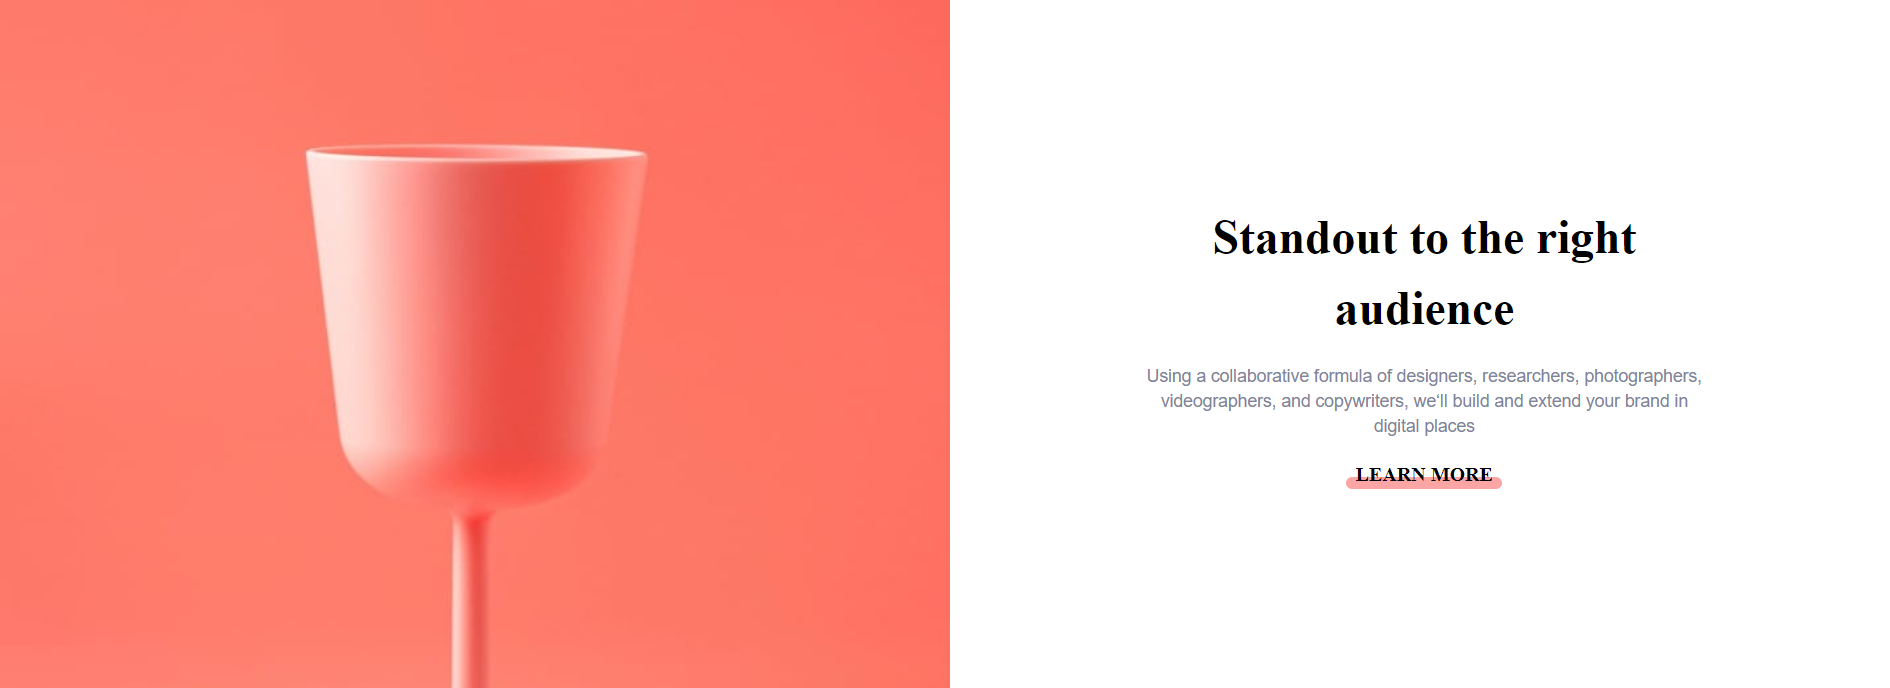 Standout to the right
audience
Using a collaborative formula of designers, researchers, photographers,
videographers, and copywriters, we‘ll build and extend your brand in
digital places
LEARN MORE